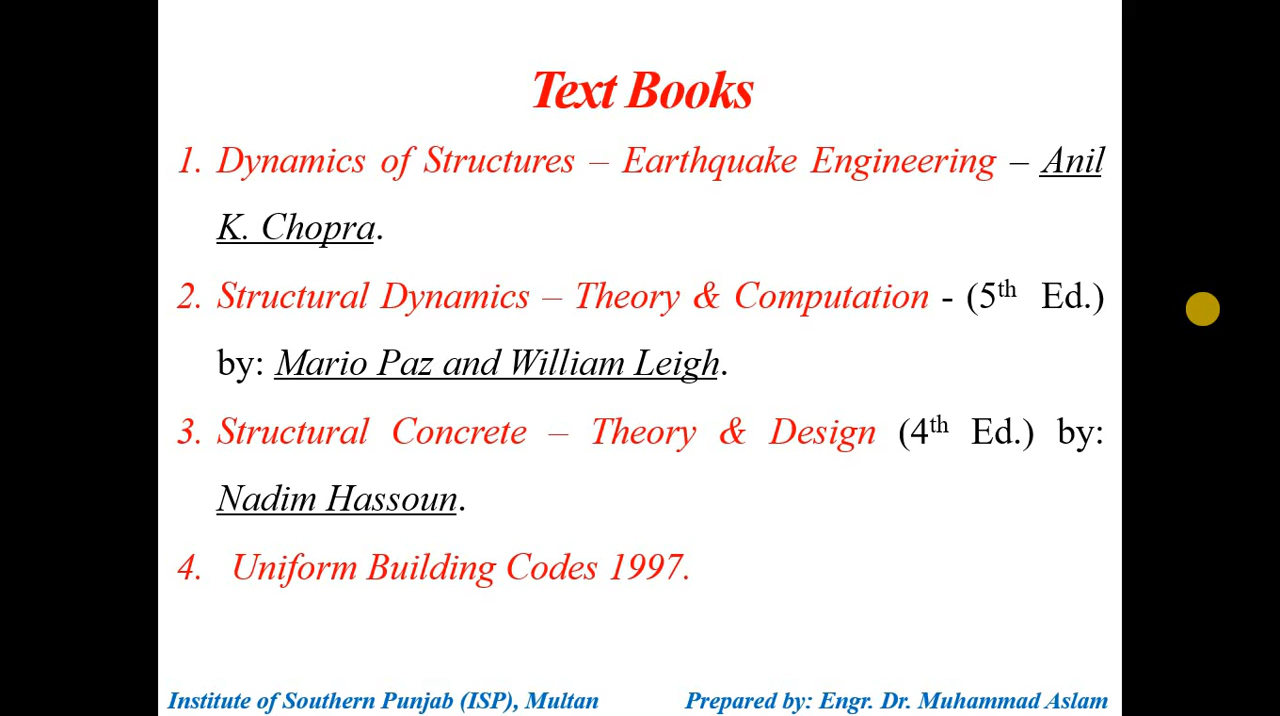 Text Books
1. Dynamics of Structures – Earthquake Engineering – Anil
K. Chopra.
2. Structural Dynamics – Theory & Computation - (5th Ed.)
by: Mario Paz and William Leigh.
3. Structural Concrete – Theory & Design (4th Ed.) by:
Nadim Hassoun.
4. Uniform Building Codes 1997.
Institute of Southern Punjab (ISP), Multan
Prepared by: Engr. Dr. Muhammad Aslam